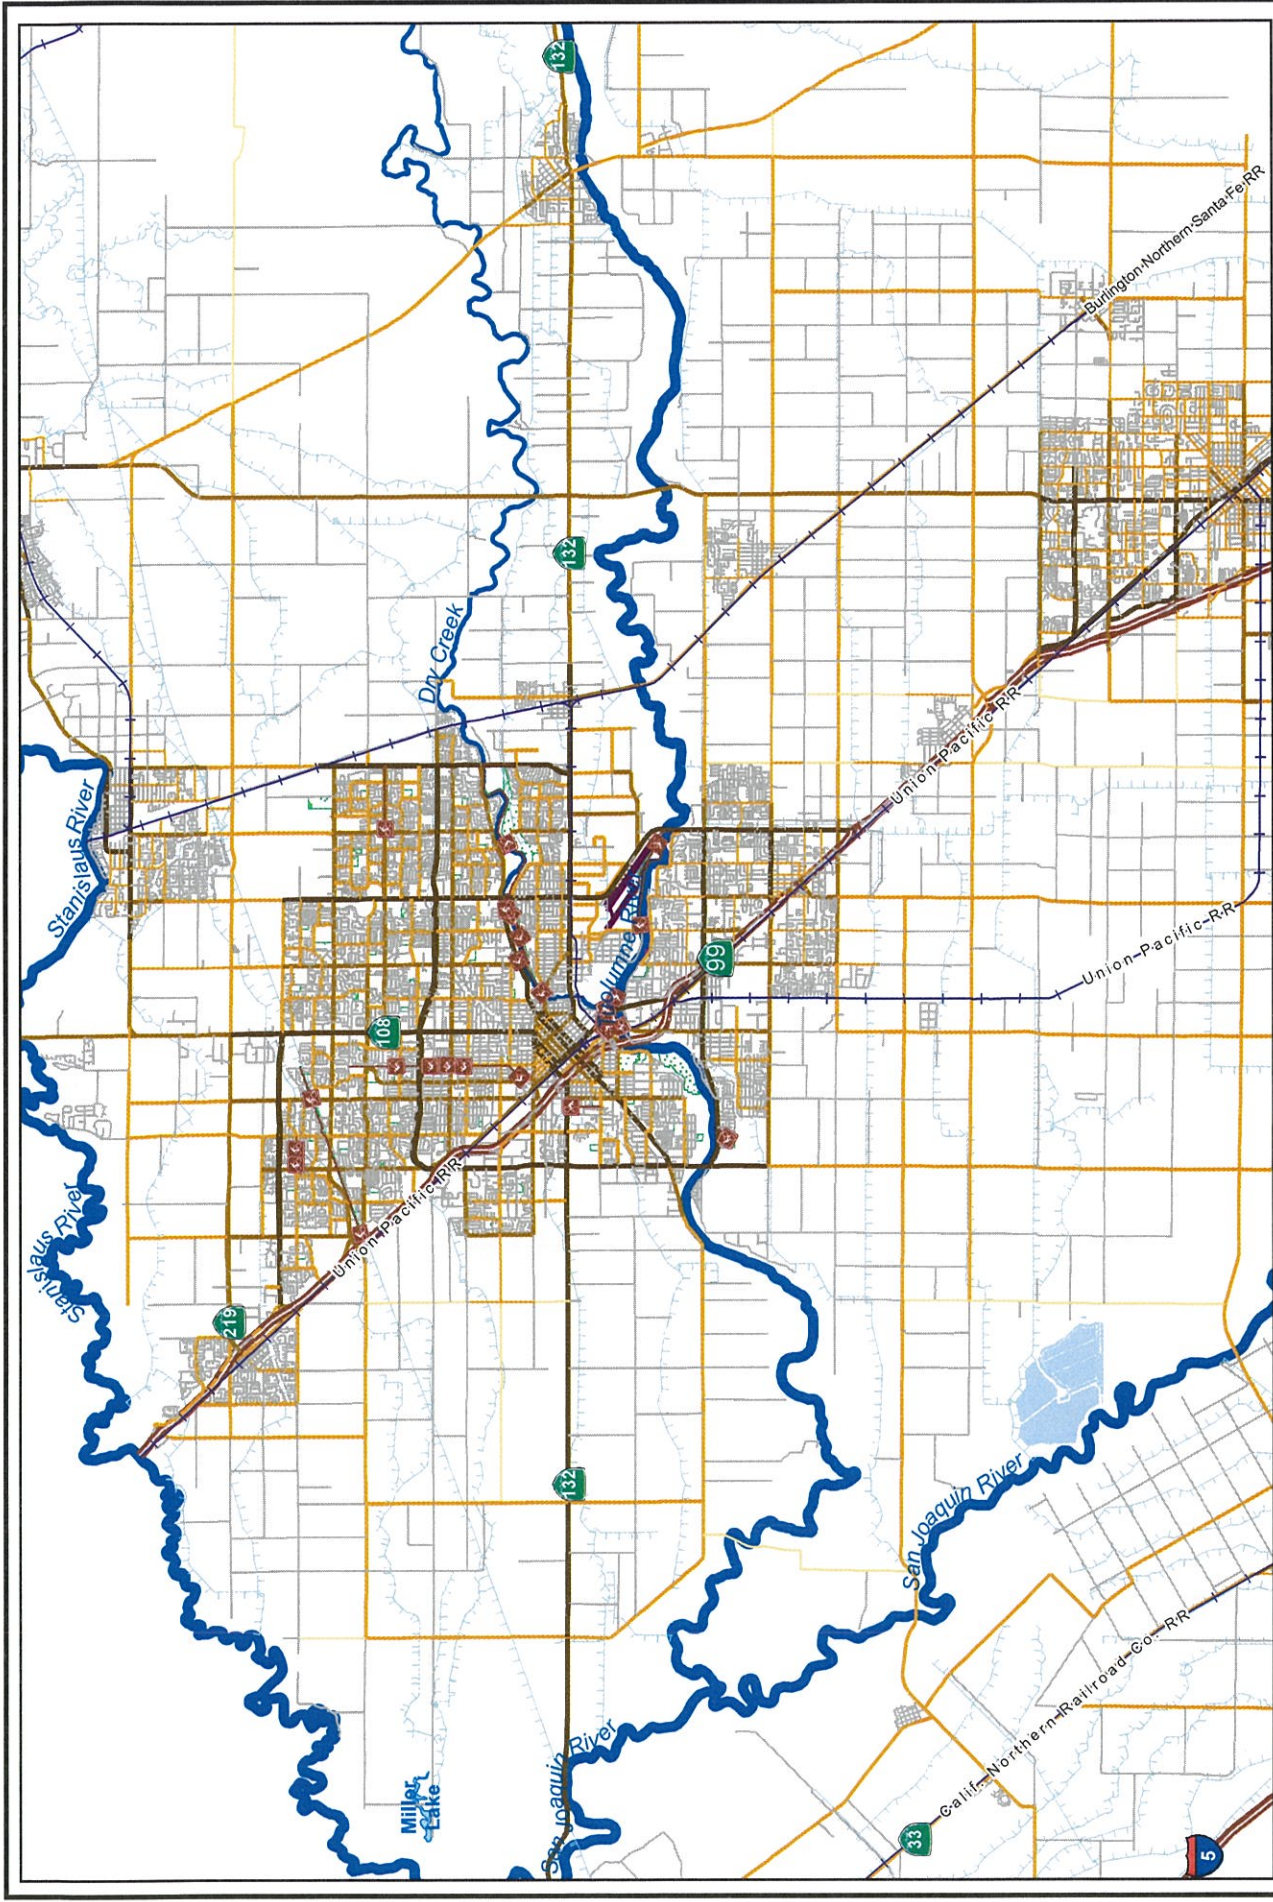 132
132
132
Dry Creek
Stanislaus River
Stanislaus River
108
219
99
Union Pacific RR
Union Pacific RR
Union Pacific RR
Burlington Northern Santa Fe RR
San Joaquin River
San Joaquin River
Miller
Lake
Calif. Northern Railroad Co. RR
33
5